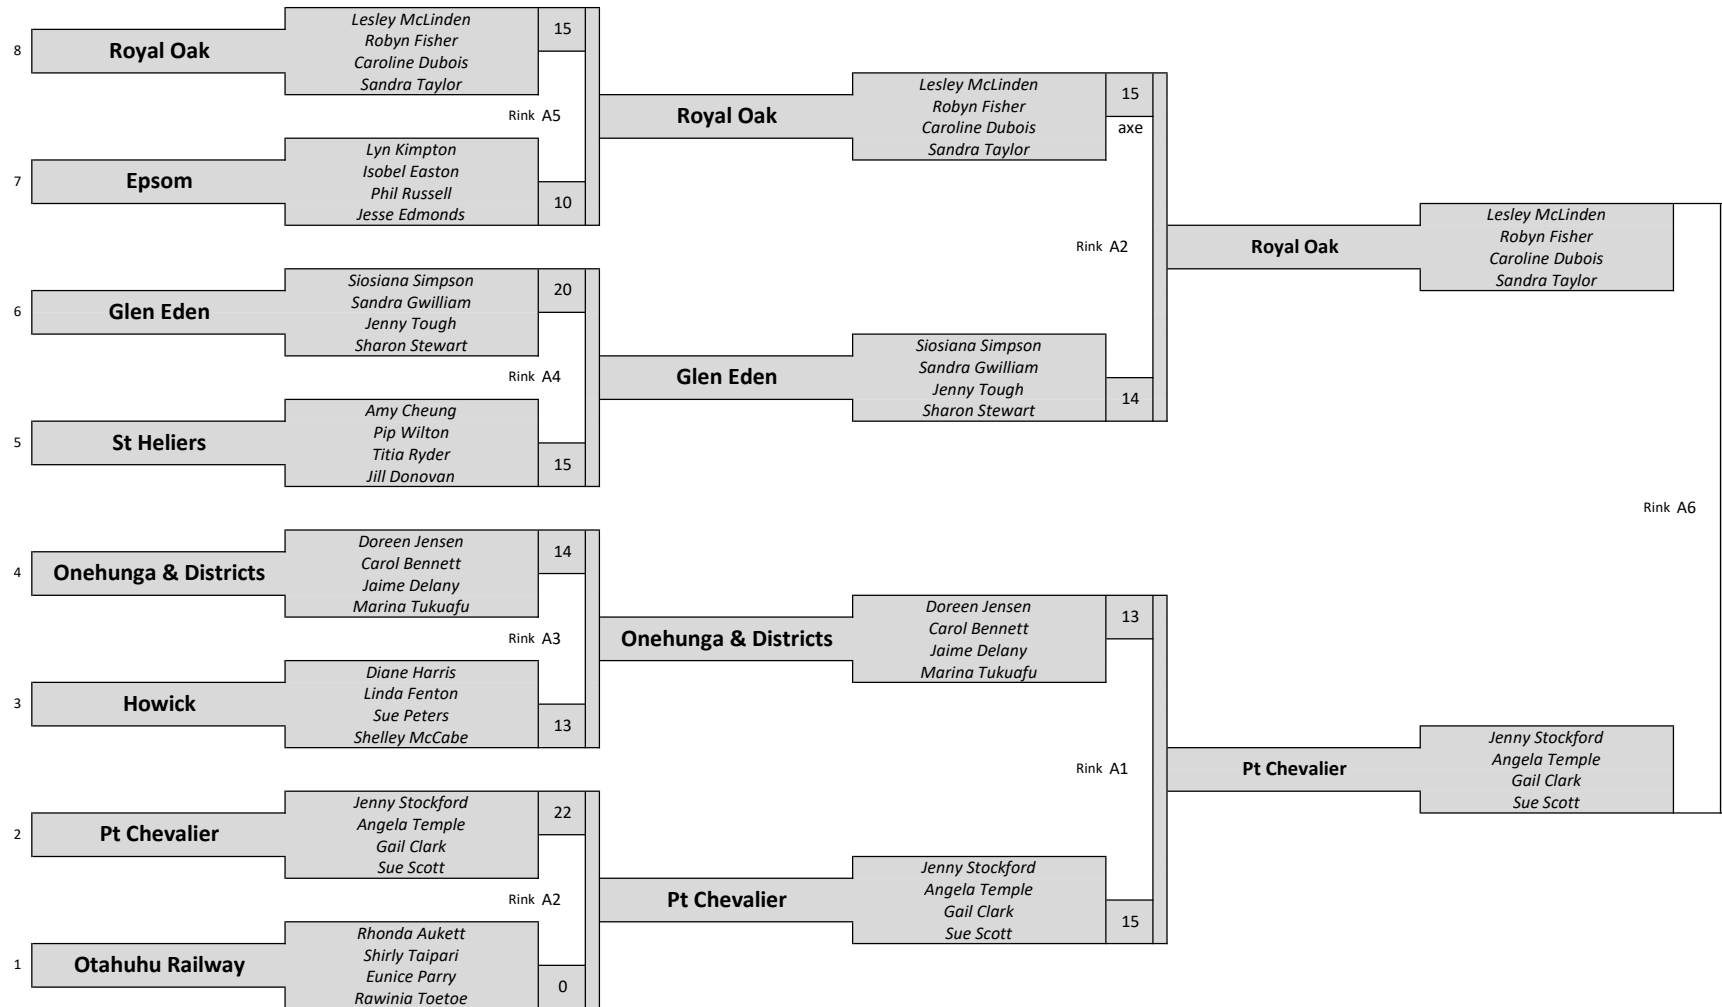 8
Royal Oak
Lesley McLinden
Robyn Fisher
Caroline Dubois
Sandra Taylor
15
Rink A5
7
Epsom
Lyn Kimpton
Isobel Easton
Phil Russell
Jesse Edmonds
10
6
Glen Eden
Siosiana Simpson
Sandra Gwilliam
Jenny Tough
Sharon Stewart
20
Rink A4
5
St Heliers
Amy Cheung
Pip Wilton
Titia Ryder
Jill Donovan
15
4
Onehunga & Districts
Doreen Jensen
Carol Bennett
Jaime Delany
Marina Tukuafu
14
Rink A3
3
Howick
Diane Harris
Linda Fenton
Sue Peters
Shelley McCabe
13
2
Pt Chevalier
Jenny Stockford
Angela Temple
Gail Clark
Sue Scott
22
Rink A2
1
Otahuhu Railway
Rhonda Aukett
Shirly Taipari
Eunice Parry
Rawinia Toetoe
0
Royal Oak
Lesley McLinden
Robyn Fisher
Caroline Dubois
Sandra Taylor
15
axe
Rink A2
Glen Eden
Siosiana Simpson
Sandra Gwilliam
Jenny Tough
Sharon Stewart
14
Onehunga & Districts
Doreen Jensen
Carol Bennett
Jaime Delany
Marina Tukuafu
13
Rink A1
Pt Chevalier
Jenny Stockford
Angela Temple
Gail Clark
Sue Scott
15
Royal Oak
Lesley McLinden
Robyn Fisher
Caroline Dubois
Sandra Taylor
Rink A6
Pt Chevalier
Jenny Stockford
Angela Temple
Gail Clark
Sue Scott